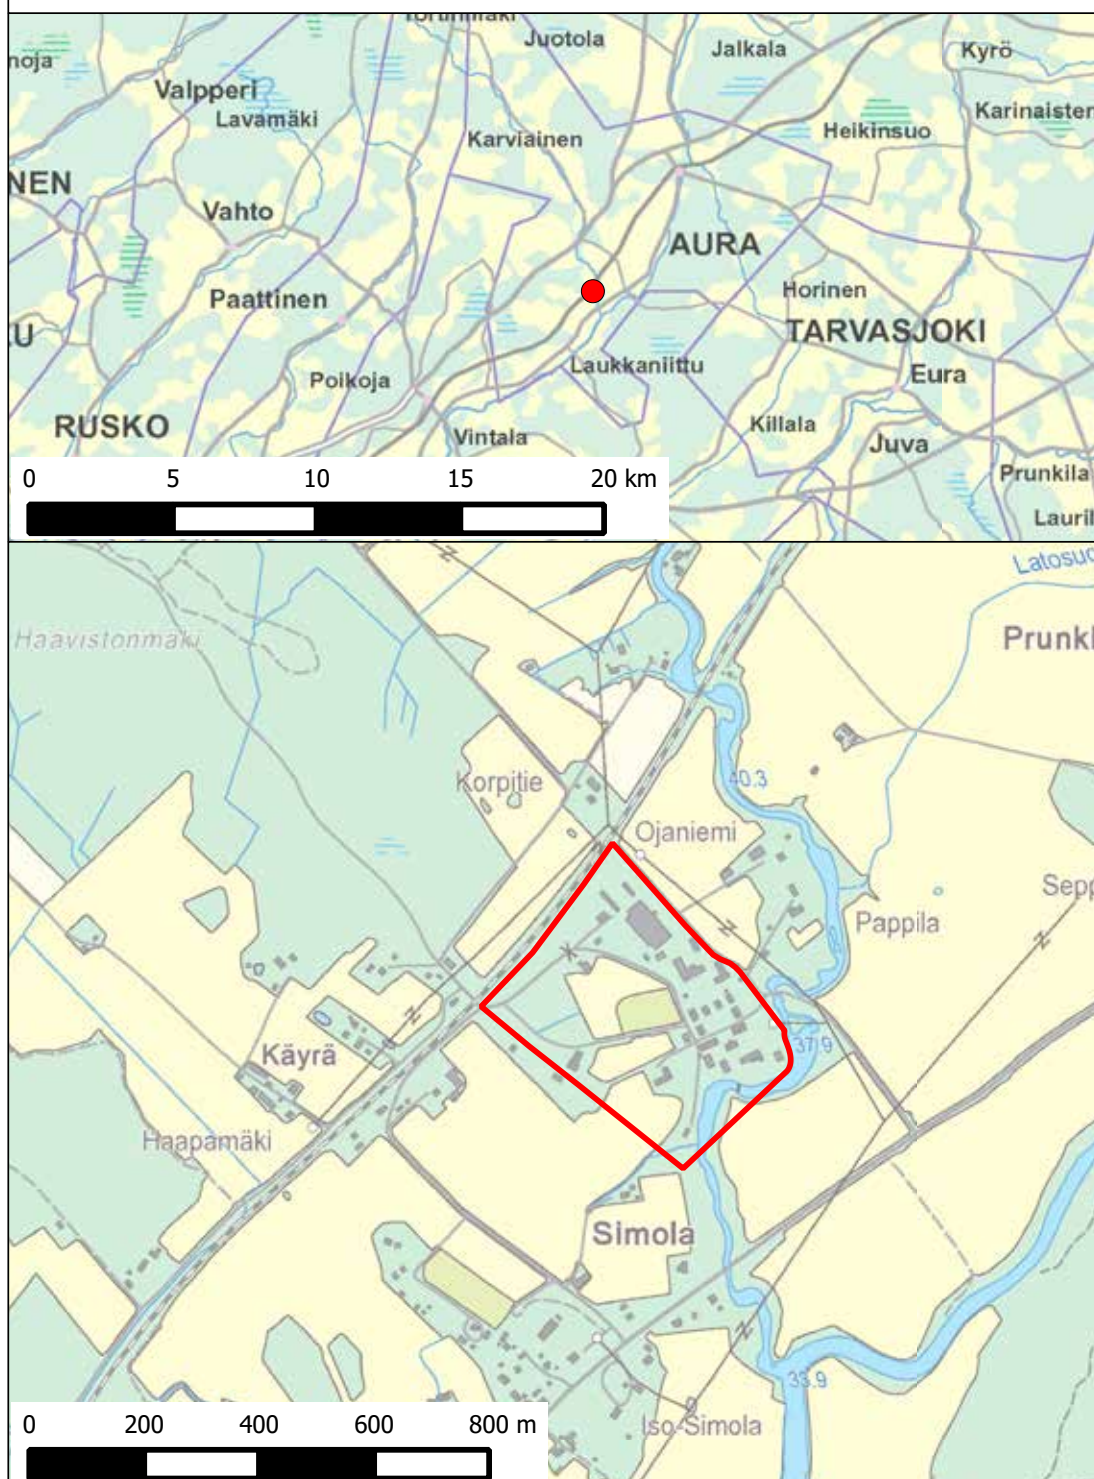 Juotola
Jalkala
Kyrö
Valpperi
Lavamäki
Karviainen
Heikinsuo
Karinaisten
Vahto
AURA
Paattinen
Horinen
TARVASJOKI
Poikoja
Laukkaniittu
Eura
RUSKO
Vintala
Killala
Juva
Prunkila
0 5 10 15 20 km
Haavistonmäki
Korpitie
40.3
Ojaniemi
Pappila
Käyrä
37.9
Haapamäki
Simola
33.9
Iso-Simola
0 200 400 600 800 m